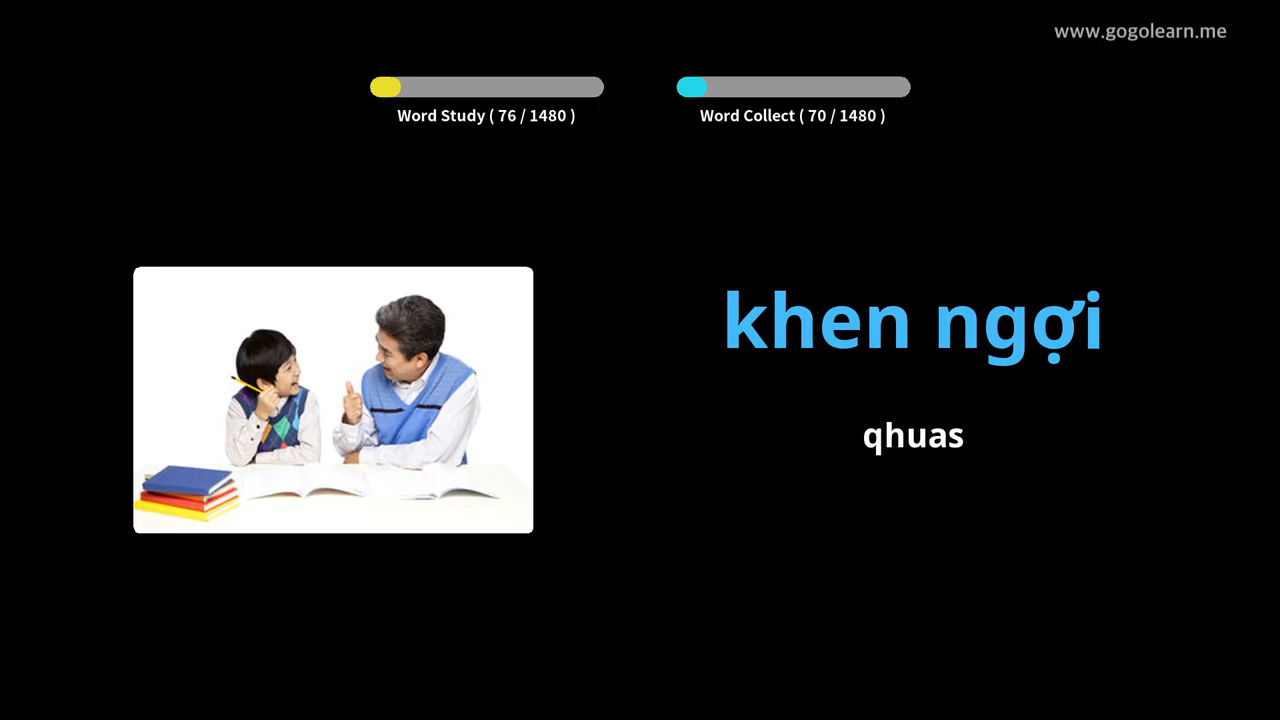 www.gogolearn.me
Word Study ( 76 / 1480 )
Word Collect ( 70 / 1480 )
khen ngợi
qhuas